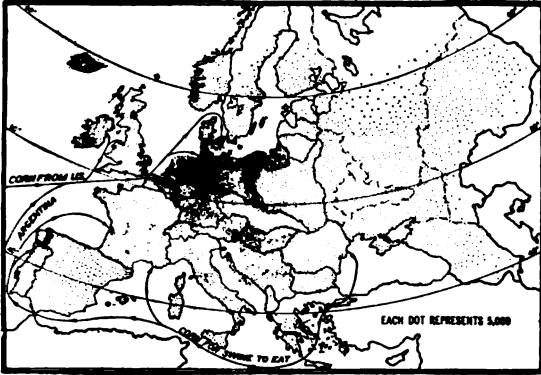 CORN FROM U.S.
ARGENTINA
CORN FOR SWINE TO EAT
EACH DOT REPRESENTS 5,000